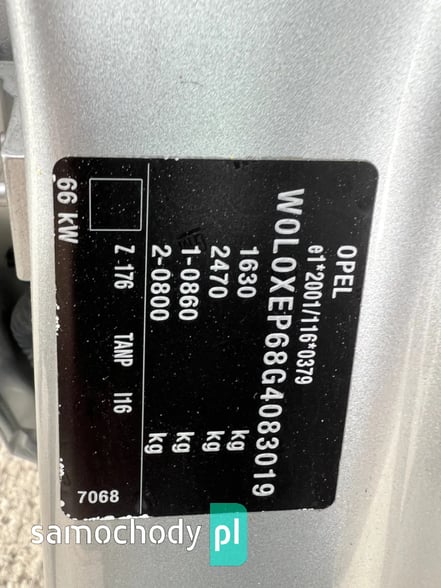 OPEL
e1*2001/116*0379
W0L0XEP68G4083019
1630 kg
2470 kg
1-0860 kg
2-0800 kg
Z 176 TANP I16
66 kW
7068
samochody pl